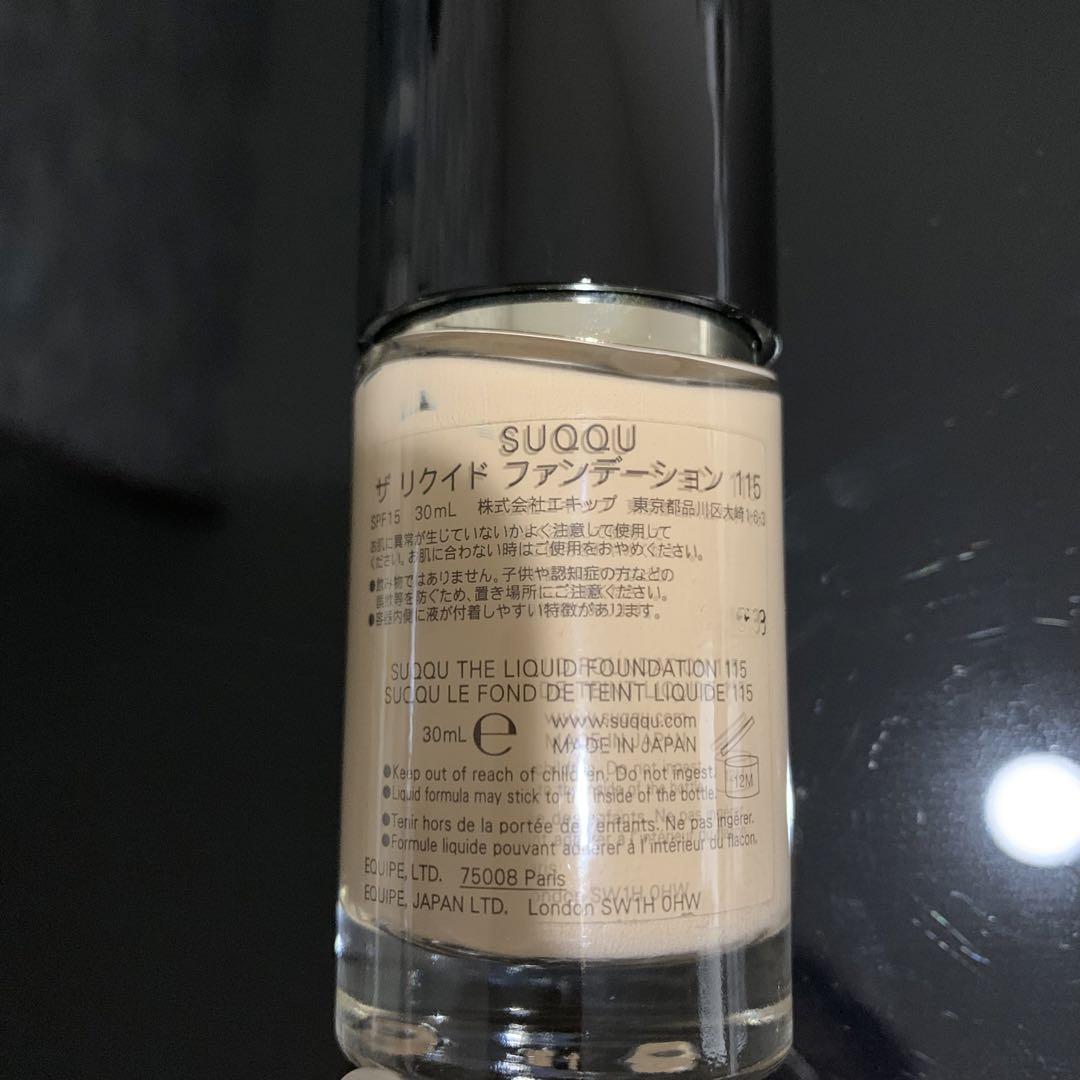 SUQQU
ザ リクイド ファンデーション 115
SPF15 30mL 株式会社エキップ 東京都品川区大崎1-6-3
お肌に異常が生じていないかよく注意して使用して
ください。お肌に合わない時はご使用をおやめください。
●飲み物ではありません。子供や認知症の方などの
誤飲等を防ぐため、置き場所にご注意ください。
●容器内側に液が付着しやすい特徴があります。
SUQQU THE LIQUID FOUNDATION 115
SUQQU LE FOND DE TEINT LIQUIDE 115
30mL e www.suqqu.com
MADE IN JAPAN
12M
●Keep out of reach of children. Do not ingest.
●Liquid formula may stick to the inside of the bottle.
●Tenir hors de la portée des enfants. Ne pas ingérer.
●Formule liquide pouvant adhérer à l'intérieur du flacon.
EQUIPE, LTD. 75008 Paris
EQUIPE, JAPAN LTD. London SW1H 0HW